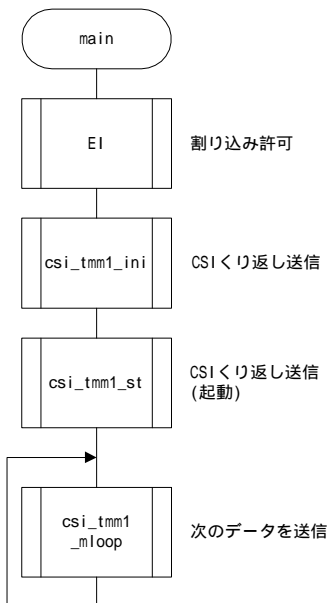 main
EI
割り込み許可
csi_tmm1_ini
CSIくり返し送信
csi_tmm1_st
CSIくり返し送信
(起動)
csi_tmm1
_mloop
次のデータを送信